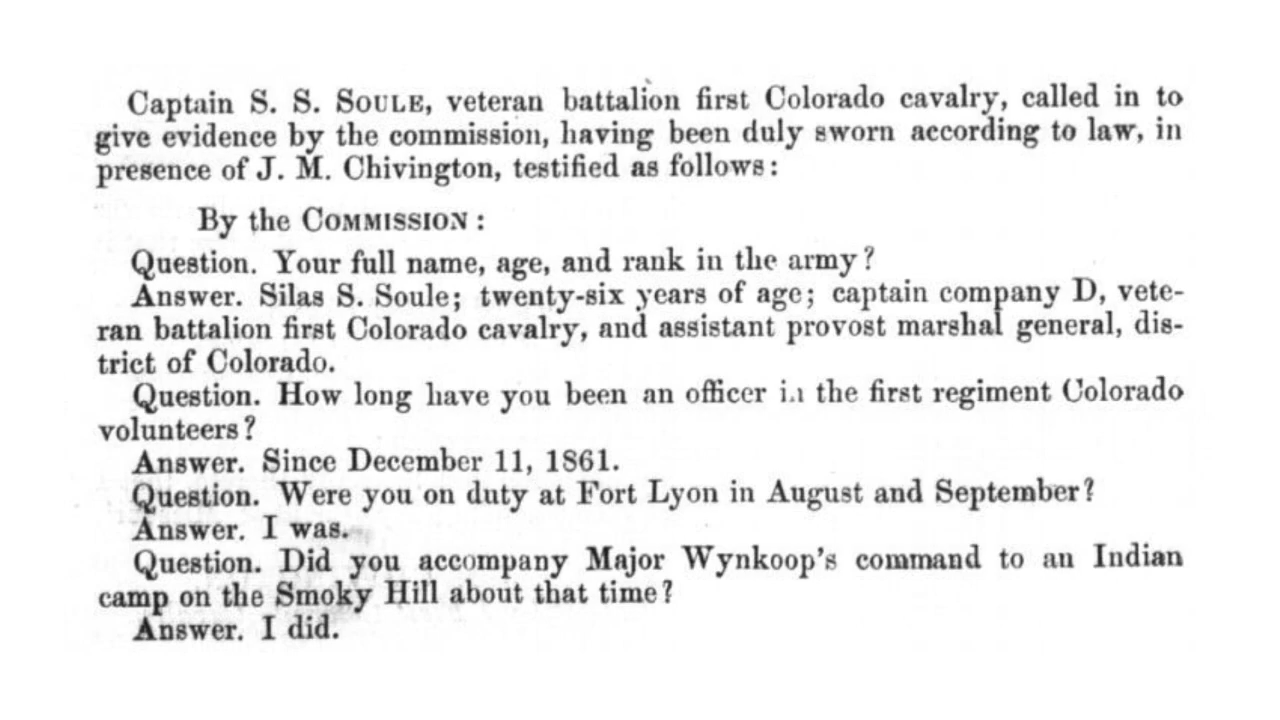 Captain S. S. SOULE, veteran battalion first Colorado cavalry, called in to
give evidence by the commission, having been duly sworn according to law, in
presence of J. M. Chivington, testified as follows:
By the COMMISSION:
Question. Your full name, age, and rank in the army?
Answer. Silas S. Soule; twenty-six years of age; captain company D, vete-
ran battalion first Colorado cavalry, and assistant provost marshal general, dis-
trict of Colorado.
Question. How long have you been an officer in the first regiment Colorado
volunteers?
Answer. Since December 11, 1861.
Question. Were you on duty at Fort Lyon in August and September?
Answer. I was.
Question. Did you accompany Major Wynkoop's command to an Indian
camp on the Smoky Hill about that time?
Answer. I did.